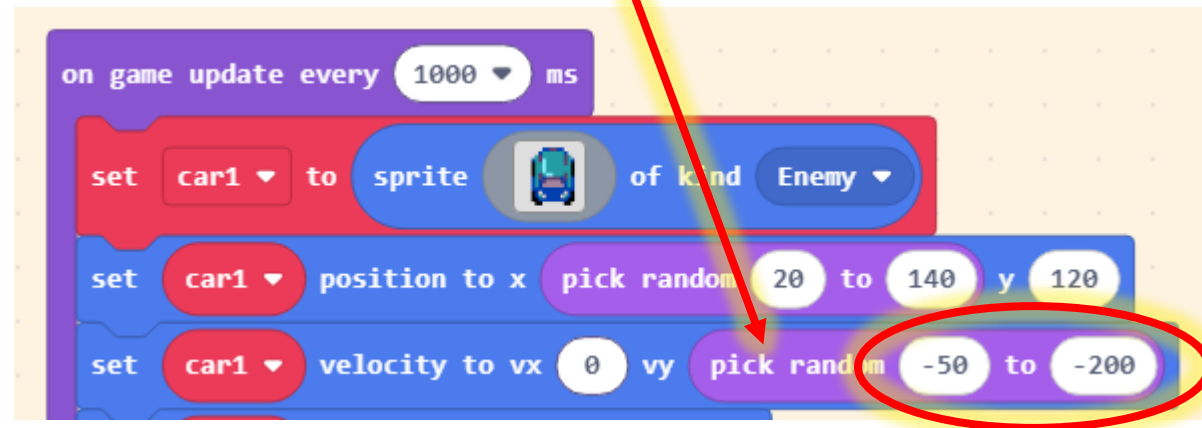 on game update every 1000 ms
set car1 to sprite of kind Enemy
set car1 position to x pick random 20 to 140 y 120
set car1 velocity to vx 0 vy pick random -50 to -200